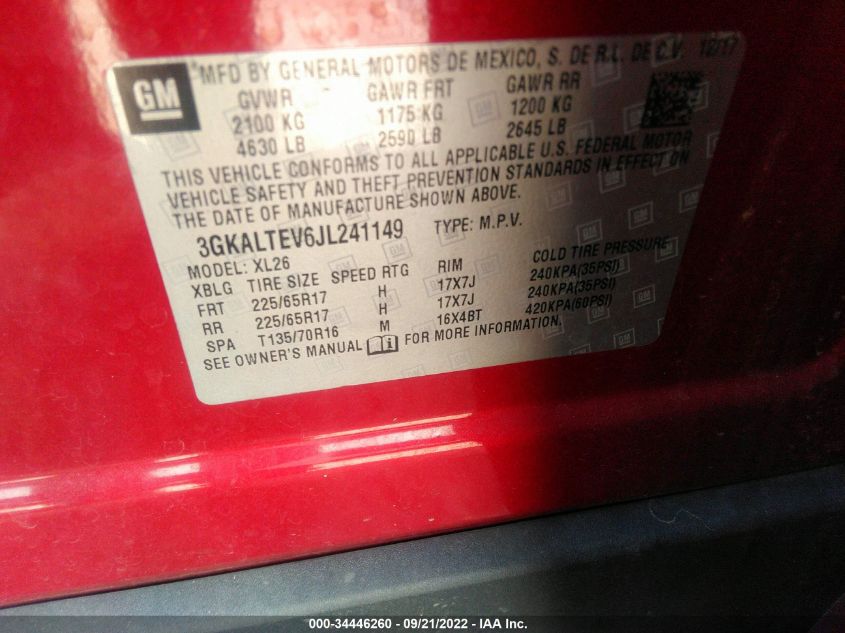 GM
MFD BY GENERAL MOTORS DE MEXICO, S. DE R.L. DE C.V. 12/17
GVWR GAWR FRT GAWR RR
2100 KG 1175 KG 1200 KG
4630 LB 2590 LB 2645 LB
THIS VEHICLE CONFORMS TO ALL APPLICABLE U.S. FEDERAL MOTOR
VEHICLE SAFETY AND THEFT PREVENTION STANDARDS IN EFFECT ON
THE DATE OF MANUFACTURE SHOWN ABOVE.
3GKALTEV6JL241149 TYPE: M.P.V.
MODEL: XL26
XBLG TIRE SIZE SPEED RTG RIM COLD TIRE PRESSURE
FRT 225/65R17 H 17X7J 240KPA(35PSI)
RR 225/65R17 H 17X7J 240KPA(35PSI)
SPA T135/70R16 M 16X4BT 420KPA(60PSI)
SEE OWNER'S MANUAL FOR MORE INFORMATION.
000-34446260 - 09/21/2022 - IAA Inc.